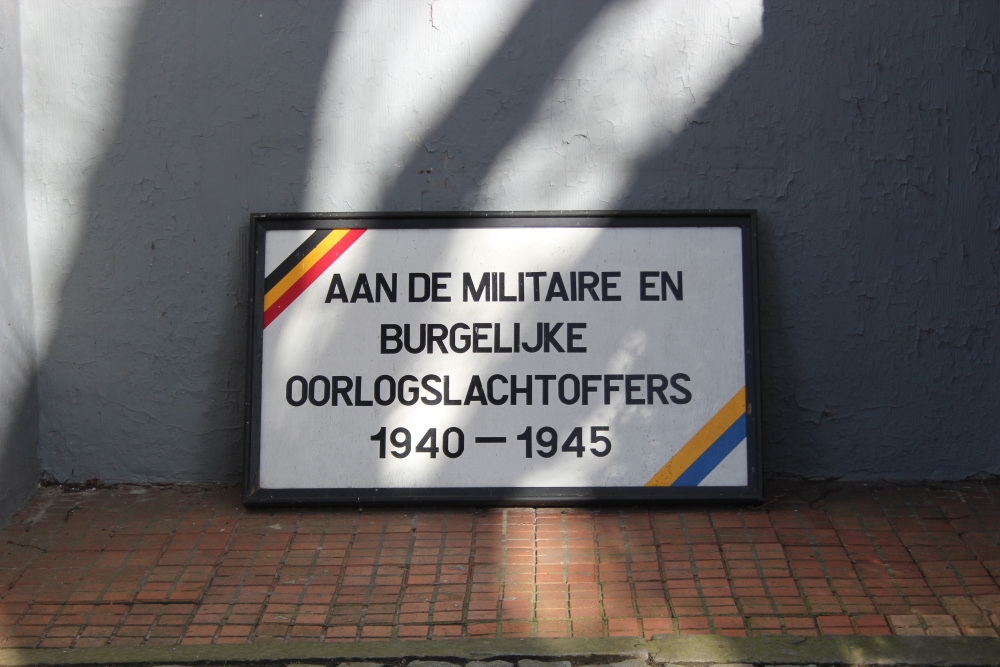 AAN DE MILITAIRE EN
BURGELIJKE
OORLOGSLACHTOFFERS
1940 – 1945